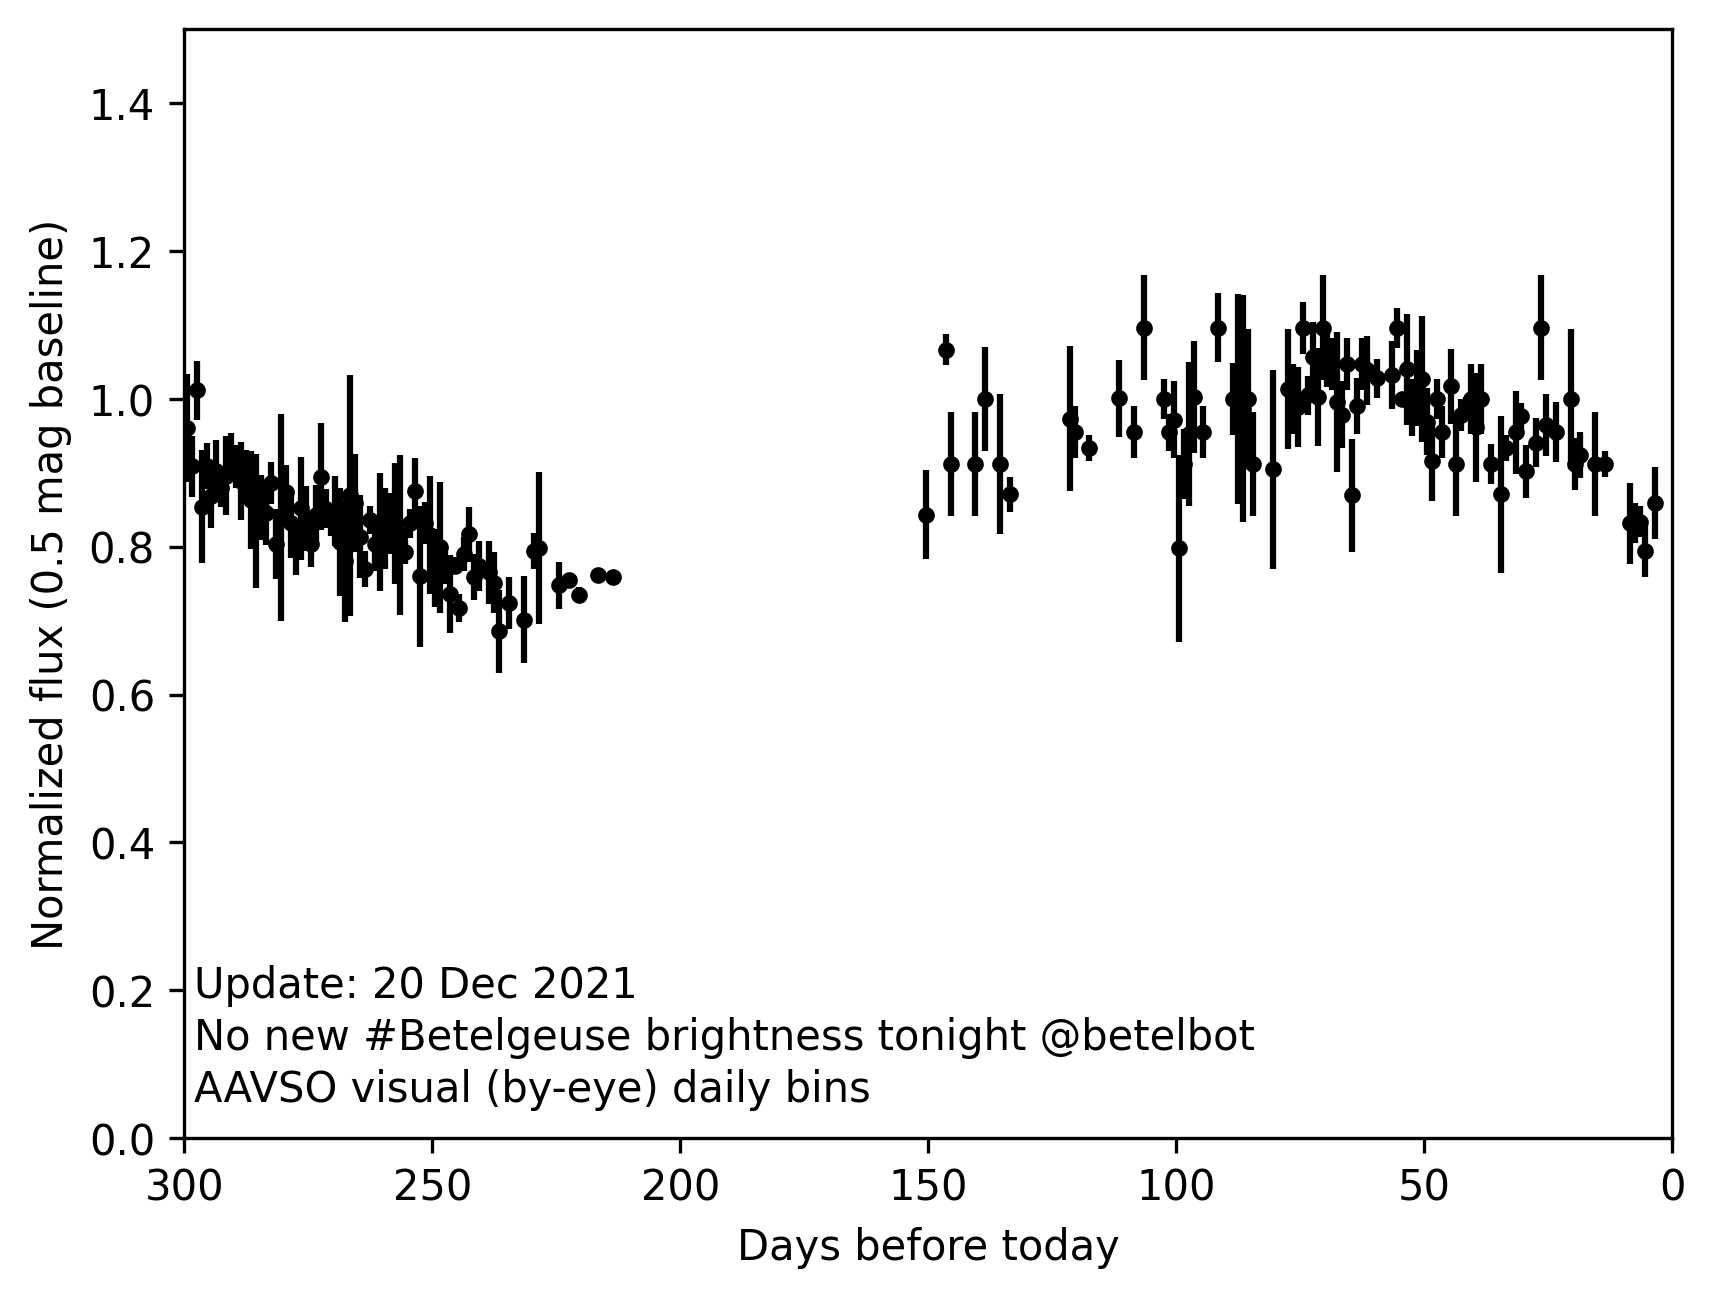 1.4
1.2
1.0
0.8
0.6
0.4
0.2
0.0
Normalized flux (0.5 mag baseline)
Update: 20 Dec 2021
No new #Betelgeuse brightness tonight @betelbot
AAVSO visual (by-eye) daily bins
300 250 200 150 100 50 0
Days before today